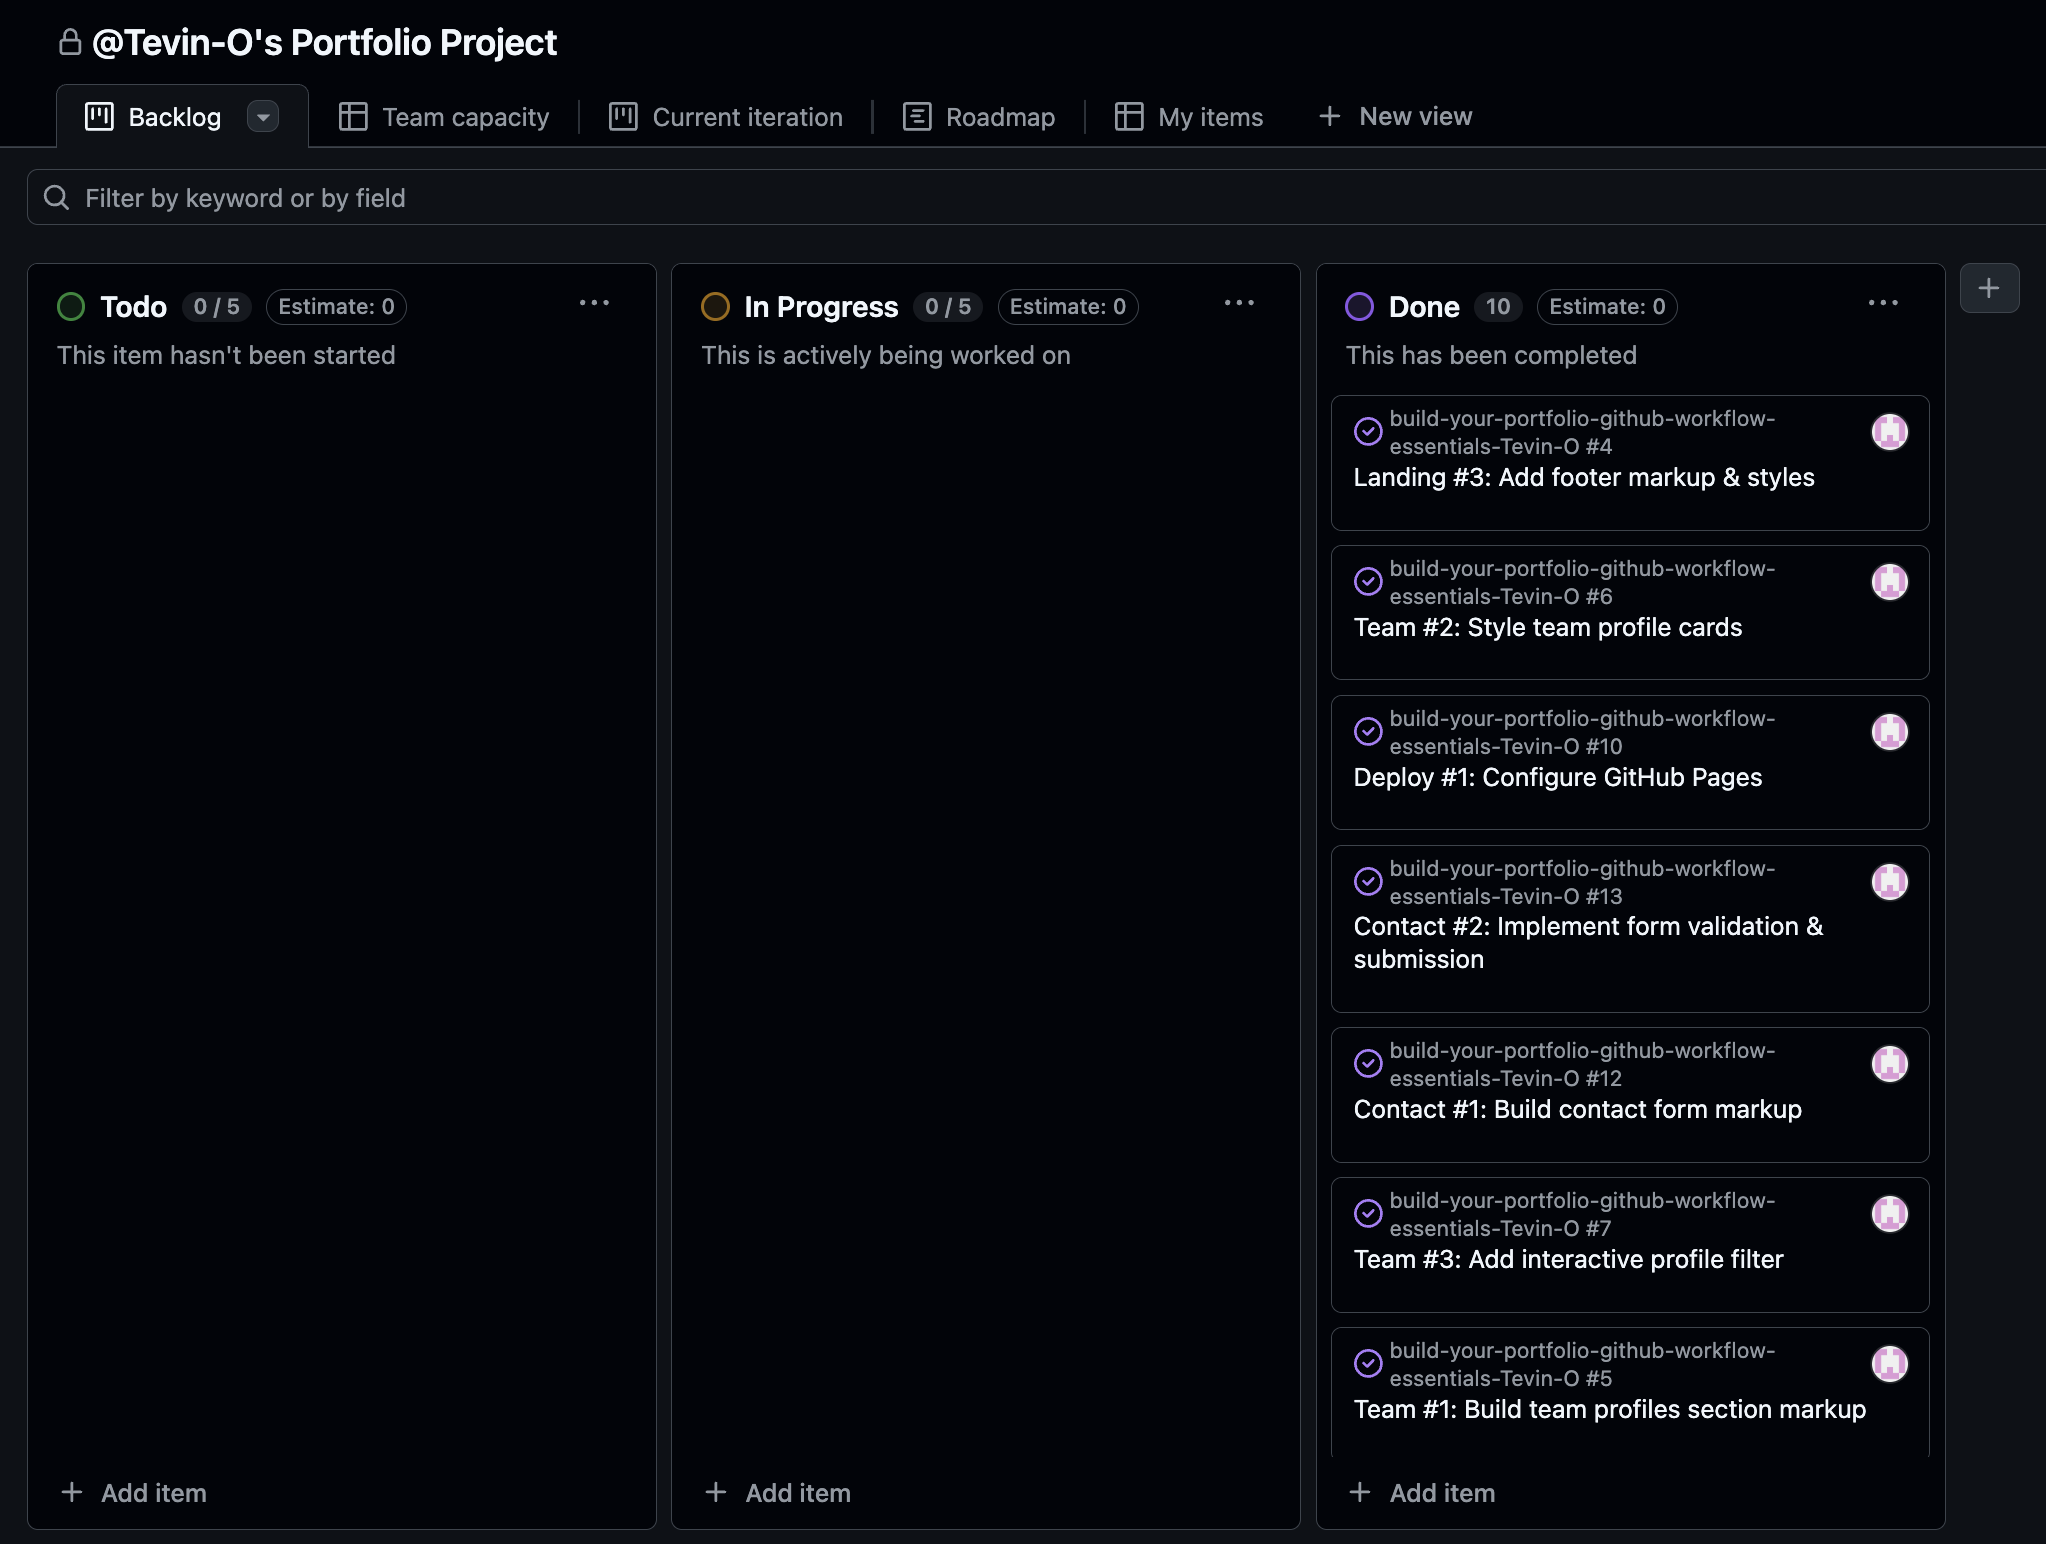 @Tevin-O's Portfolio Project
Backlog
Team capacity
Current iteration
Roadmap
My items
New view
Filter by keyword or by field
Todo 0 / 5 Estimate: 0
This item hasn't been started
Add item
In Progress 0 / 5 Estimate: 0
This is actively being worked on
Add item
Done 10 Estimate: 0
This has been completed
build-your-portfolio-github-workflow-
essentials-Tevin-O #4
Landing #3: Add footer markup & styles
build-your-portfolio-github-workflow-
essentials-Tevin-O #6
Team #2: Style team profile cards
build-your-portfolio-github-workflow-
essentials-Tevin-O #10
Deploy #1: Configure GitHub Pages
build-your-portfolio-github-workflow-
essentials-Tevin-O #13
Contact #2: Implement form validation &
submission
build-your-portfolio-github-workflow-
essentials-Tevin-O #12
Contact #1: Build contact form markup
build-your-portfolio-github-workflow-
essentials-Tevin-O #7
Team #3: Add interactive profile filter
build-your-portfolio-github-workflow-
essentials-Tevin-O #5
Team #1: Build team profiles section markup
Add item